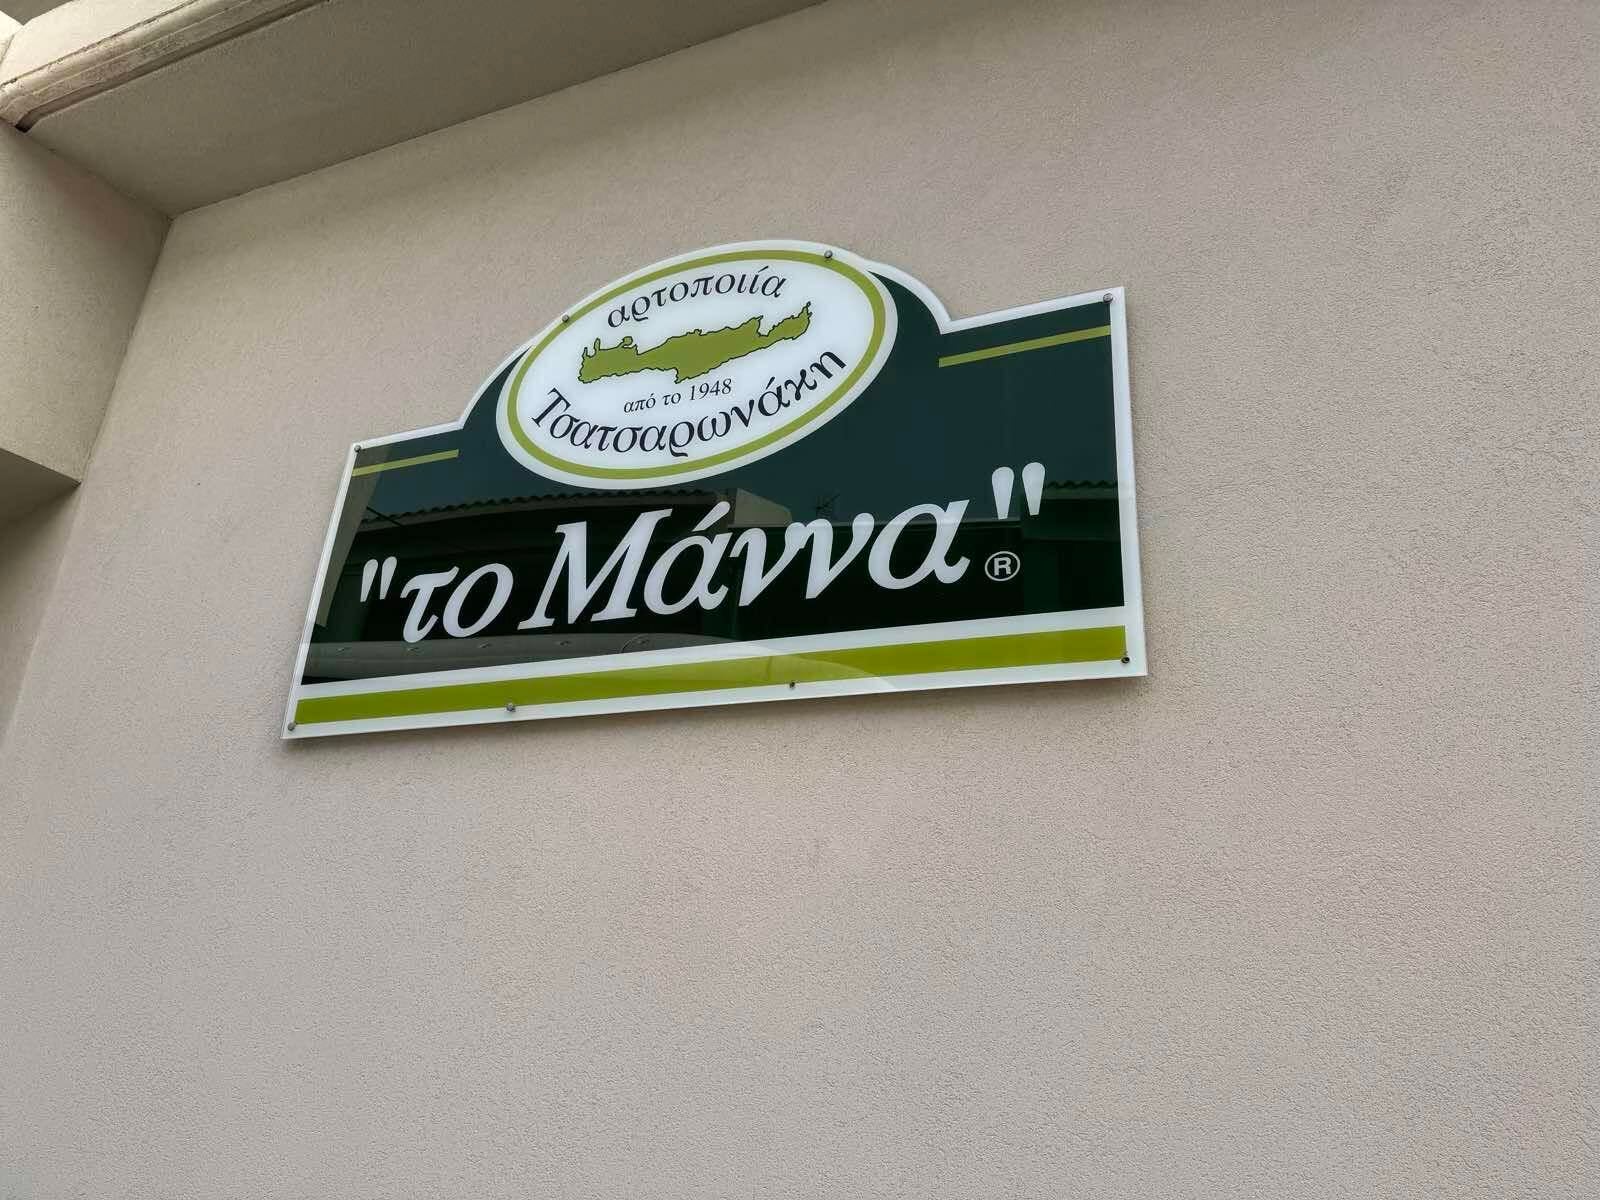 αρτοποιία
από το 1948
Τσατσαρωνάκη
"το Μάννα"®